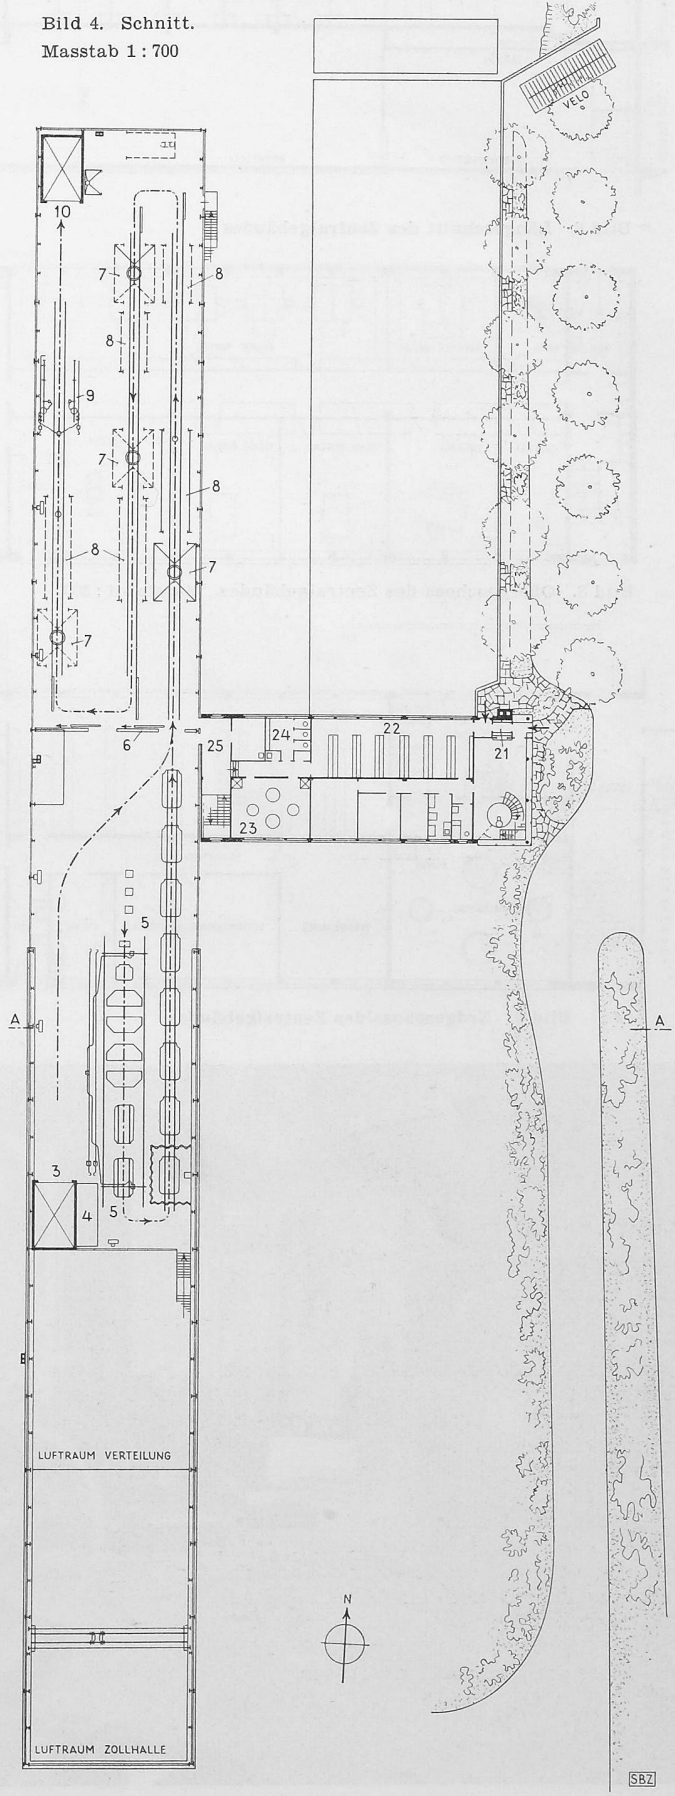 Bild 4. Schnitt.
Masstab 1 : 700
VELO
10
7
8
8
9
7
8
8
7
7
6
25
24
22
21
23
5
A
A
3
4
5
LUFTRAUM VERTEILUNG
N
LUFTRAUM ZOLLHALLE
SBZ